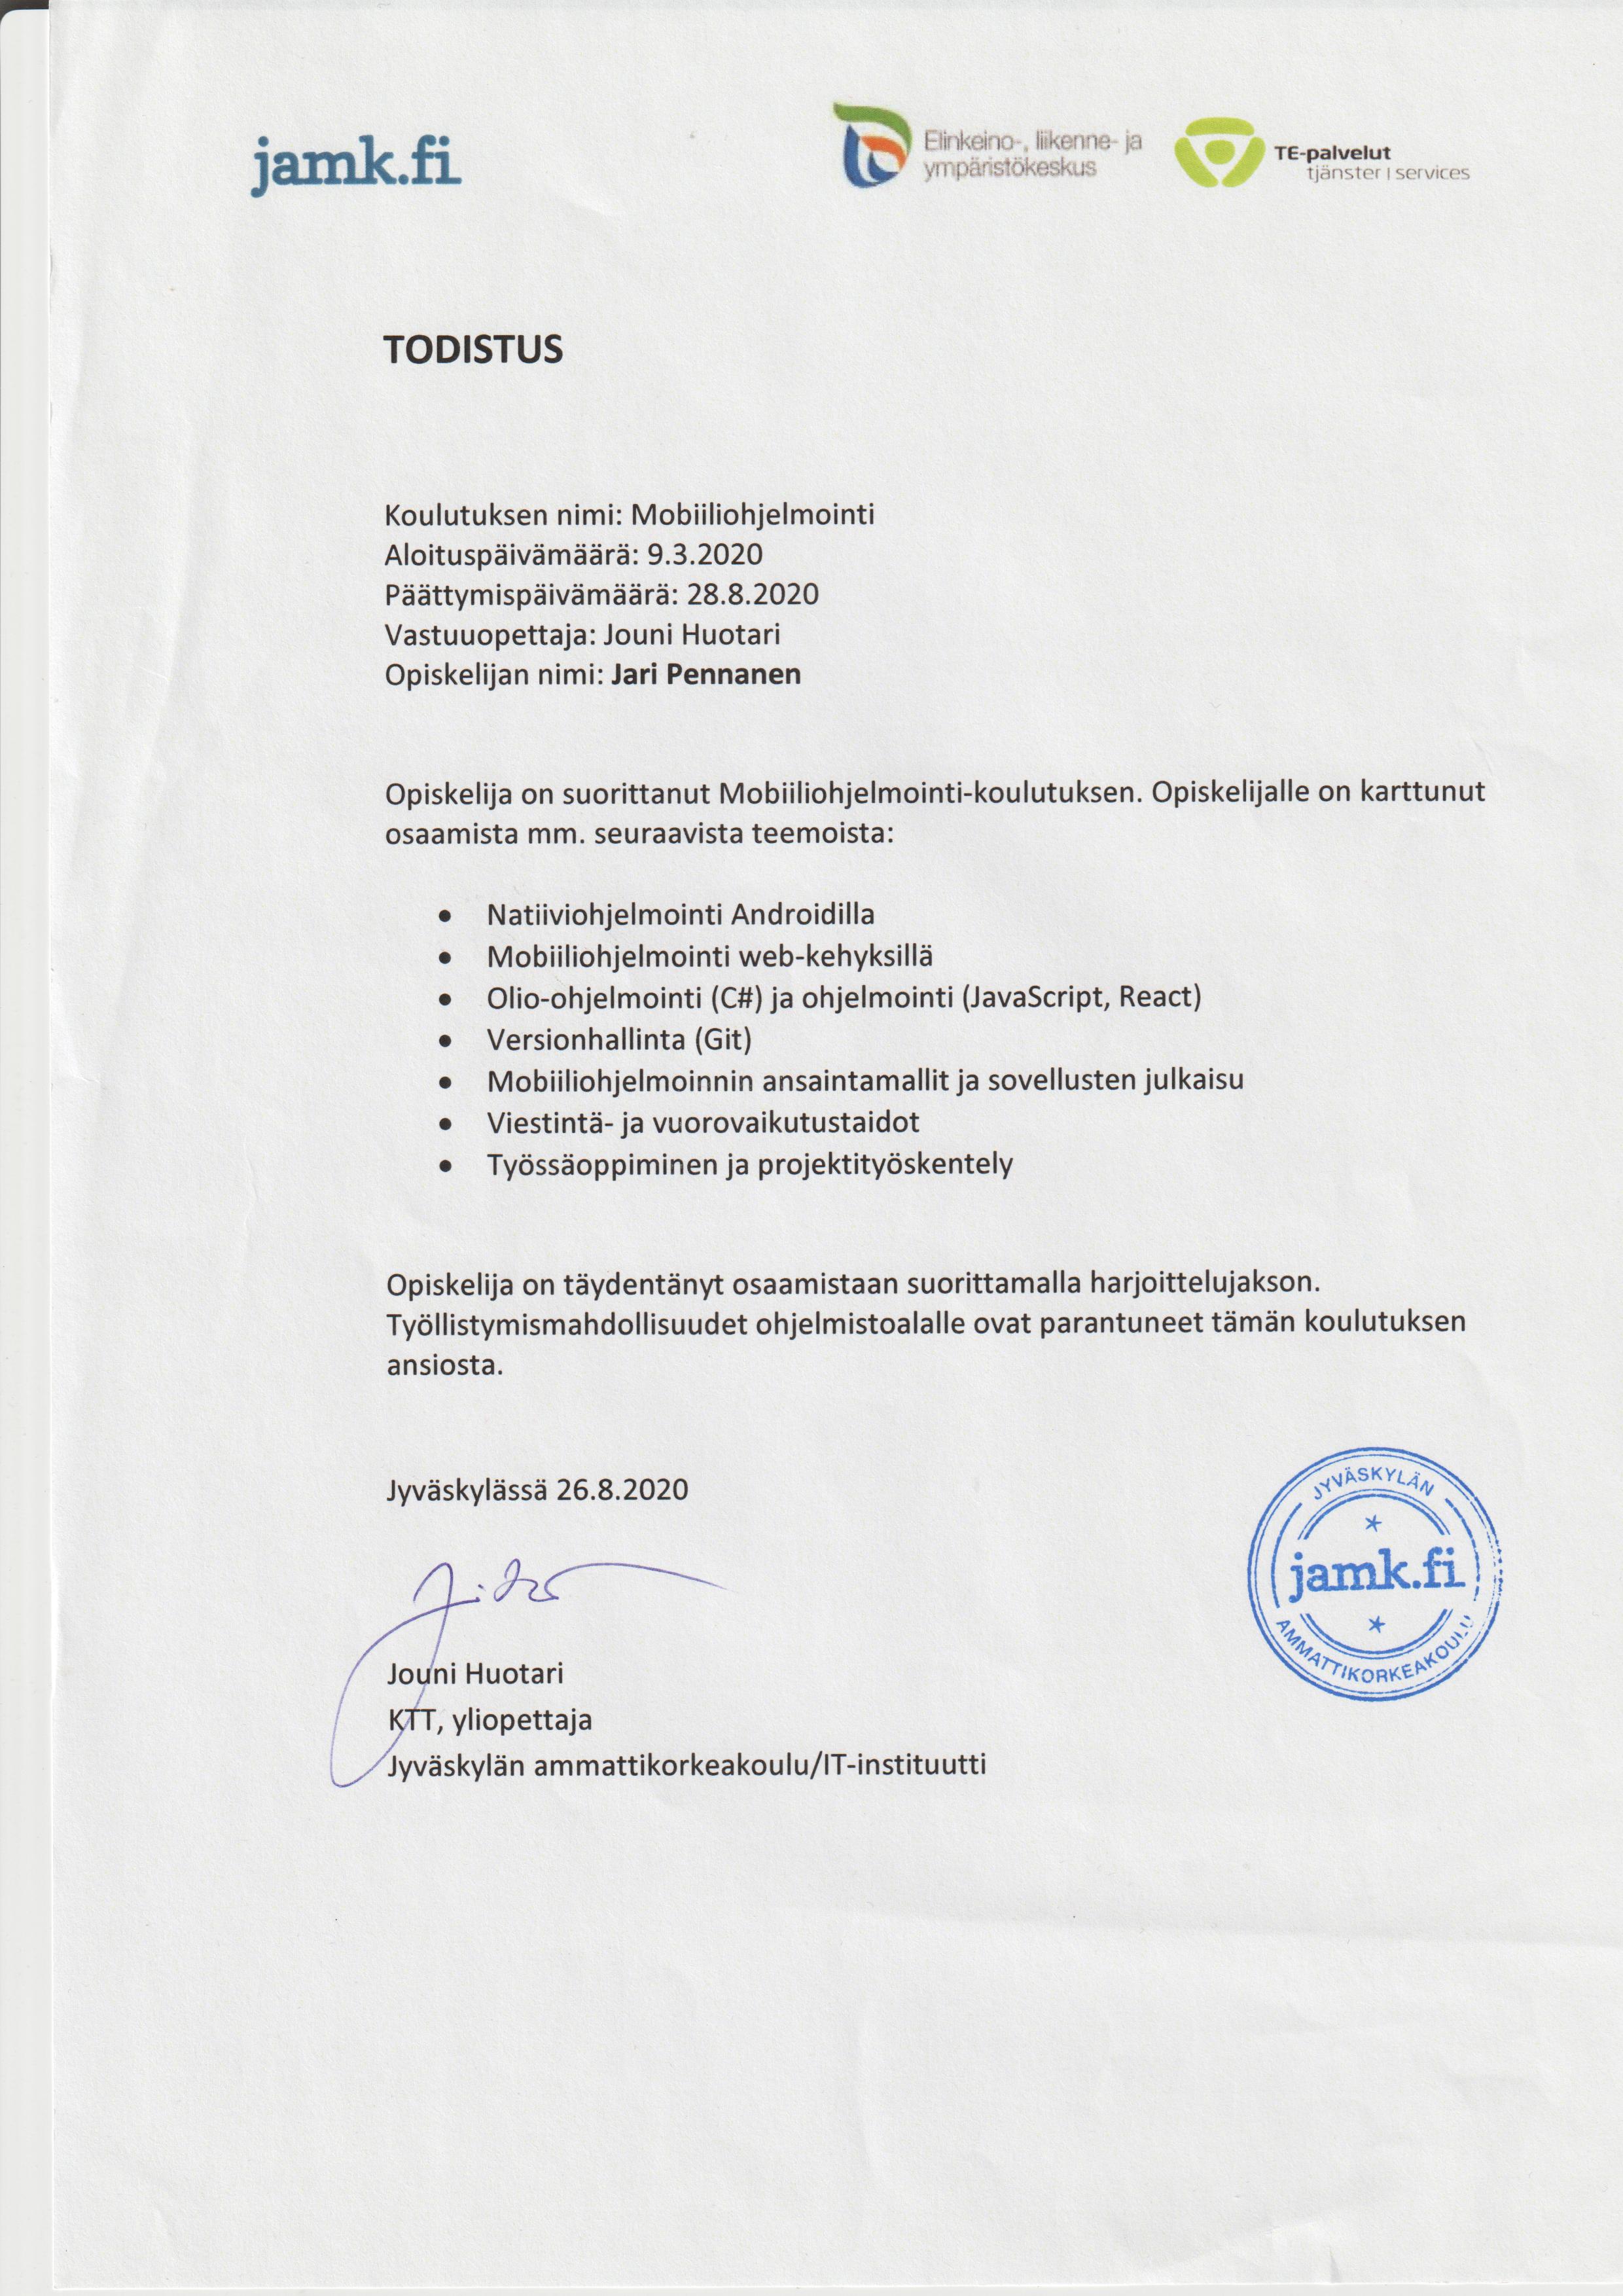 jamk.fi
Elinkeino-, liikenne- ja
ympäristökeskus
TE-palvelut
tjänster | services
TODISTUS
Koulutuksen nimi: Mobiiliohjelmointi
Aloituspäivämäärä: 9.3.2020
Päättymispäivämäärä: 28.8.2020
Vastuuopettaja: Jouni Huotari
Opiskelijan nimi: Jari Pennanen
Opiskelija on suorittanut Mobiiliohjelmointi-koulutuksen. Opiskelijalle on karttunut
osaamista mm. seuraavista teemoista:
• Natiiviohjelmointi Androidilla
• Mobiiliohjelmointi web-kehyksillä
• Olio-ohjelmointi (C#) ja ohjelmointi (JavaScript, React)
• Versionhallinta (Git)
• Mobiiliohjelmoinnin ansaintamallit ja sovellusten julkaisu
• Viestintä- ja vuorovaikutustaidot
• Työssäoppiminen ja projektityöskentely
Opiskelija on täydentänyt osaamistaan suorittamalla harjoittelujakson.
Työllistymismahdollisuudet ohjelmistoalalle ovat parantuneet tämän koulutuksen
ansiosta.
Jyväskylässä 26.8.2020
JYVÄSKYLÄN
jamk.fi
AMMATTIKORKEAKOULU
Jouni Huotari
KTT, yliopettaja
Jyväskylän ammattikorkeakoulu/IT-instituutti